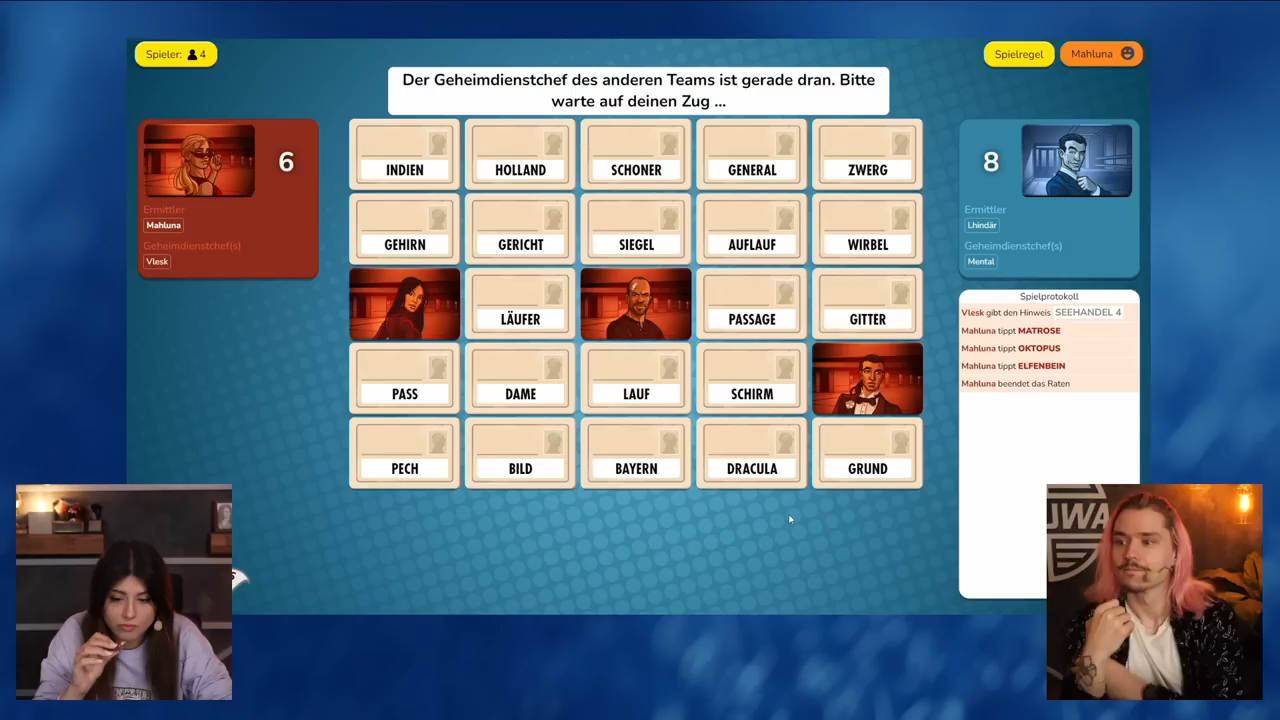 Spieler: 4
Spielregel
Mahluna
Der Geheimdienstchef des anderen Teams ist gerade dran. Bitte
warte auf deinen Zug ...
6
Ermittler
Mahluna
Geheimdienstchef(s)
Vlesk
INDIEN
HOLLAND
SCHONER
GENERAL
ZWERG
GEHIRN
GERICHT
SIEGEL
AUFLAUF
WIRBEL
LÄUFER
PASSAGE
GITTER
PASS
DAME
LAUF
SCHIRM
PECH
BILD
BAYERN
DRACULA
GRUND
8
Ermittler
Lhindär
Geheimdienstchef(s)
Mental
Spielprotokoll
Vlesk gibt den Hinweis SEEHANDEL 4
Mahluna tippt MATROSE
Mahluna tippt OKTOPUS
Mahluna tippt ELFENBEIN
Mahluna beendet das Raten